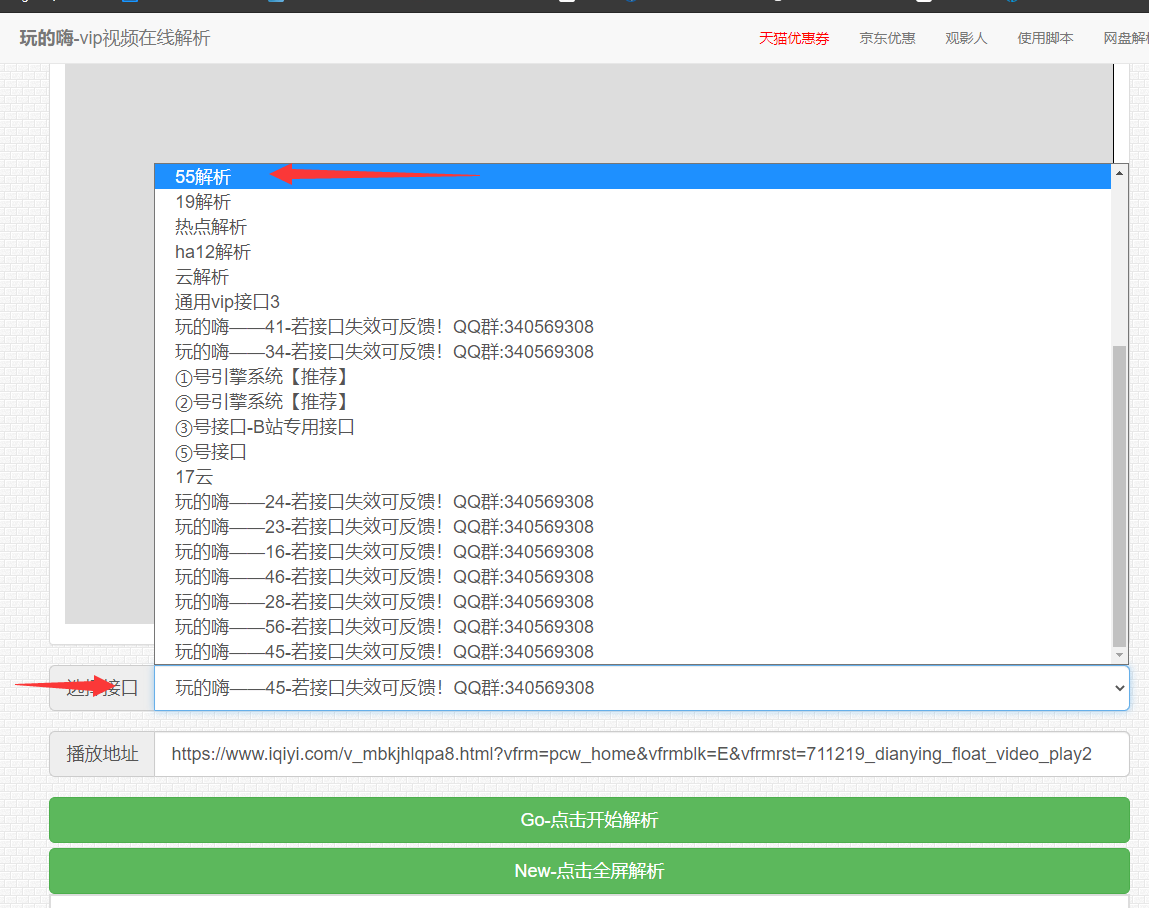 玩的嗨-vip视频在线解析 天猫优惠券 京东优惠 观影人 使用脚本 网盘解析
55解析
19解析
热点解析
ha12解析
云解析
通用vip接口3
玩的嗨——41-若接口失效可反馈！QQ群:340569308
玩的嗨——34-若接口失效可反馈！QQ群:340569308
①号引擎系统【推荐】
②号引擎系统【推荐】
③号接口-B站专用接口
⑤号接口
17云
玩的嗨——24-若接口失效可反馈！QQ群:340569308
玩的嗨——23-若接口失效可反馈！QQ群:340569308
玩的嗨——16-若接口失效可反馈！QQ群:340569308
玩的嗨——46-若接口失效可反馈！QQ群:340569308
玩的嗨——28-若接口失效可反馈！QQ群:340569308
玩的嗨——56-若接口失效可反馈！QQ群:340569308
玩的嗨——45-若接口失效可反馈！QQ群:340569308
选择接口 玩的嗨——45-若接口失效可反馈！QQ群:340569308
播放地址 https://www.iqiyi.com/v_mbkjhlqpa8.html?vfrm=pcw_home&vfrmblk=E&vfrmrst=711219_dianying_float_video_play2
Go-点击开始解析
New-点击全屏解析